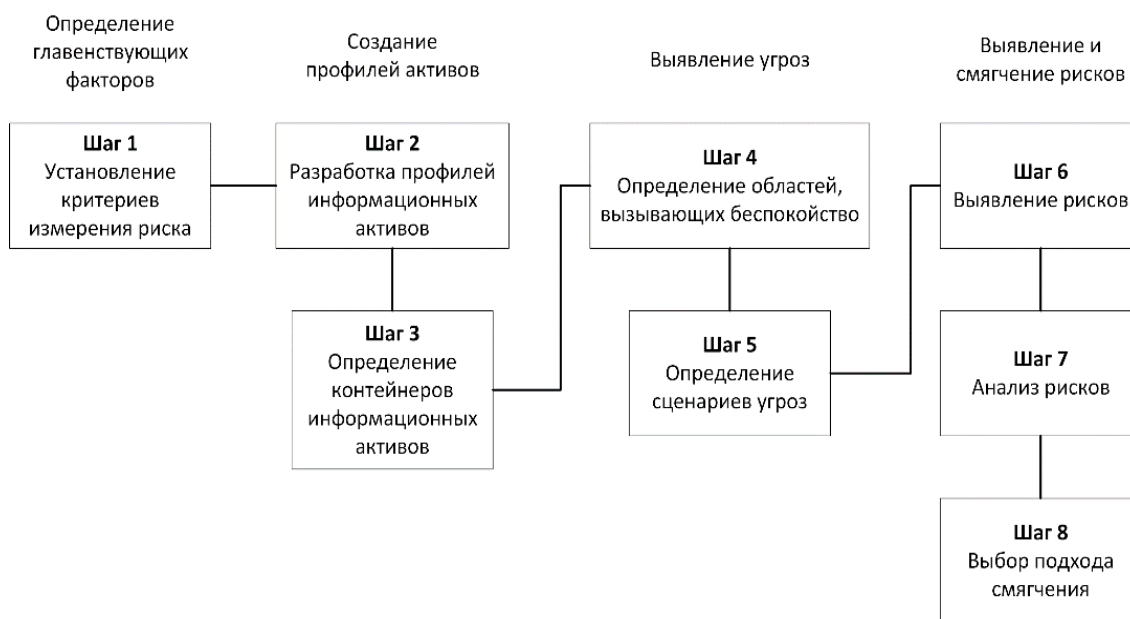 Определение
главенствующих
факторов
Создание
профилей активов
Выявление угроз
Выявление и
смягчение рисков
Шаг 1
Установление
критериев
измерения риска
Шаг 2
Разработка профилей
информационных
активов
Шаг 3
Определение
контейнеров
информационных
активов
Шаг 4
Определение областей,
вызывающих беспокойство
Шаг 5
Определение
сценариев угроз
Шаг 6
Выявление рисков
Шаг 7
Анализ рисков
Шаг 8
Выбор подхода
смягчения